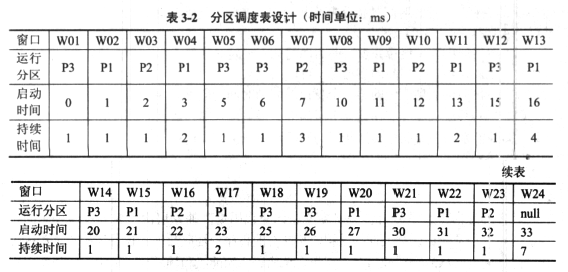 表 3-2 分区调度表设计（时间单位：ms）
窗口 W01 W02 W03 W04 W05 W06 W07 W08 W09 W10 W11 W12 W13
运行分区 P3 P1 P2 P1 P3 P3 P2 P3 P1 P2 P1 P3 P1
启动时间 0 1 2 3 5 6 7 10 11 12 13 15 16
持续时间 1 1 1 2 1 1 3 1 1 1 2 1 4
续表
窗口 W14 W15 W16 W17 W18 W19 W20 W21 W22 W23 W24
运行分区 P3 P1 P2 P1 P3 P3 P1 P3 P1 P2 null
启动时间 20 21 22 23 25 26 27 30 31 32 33
持续时间 1 1 1 2 1 1 1 1 1 1 7